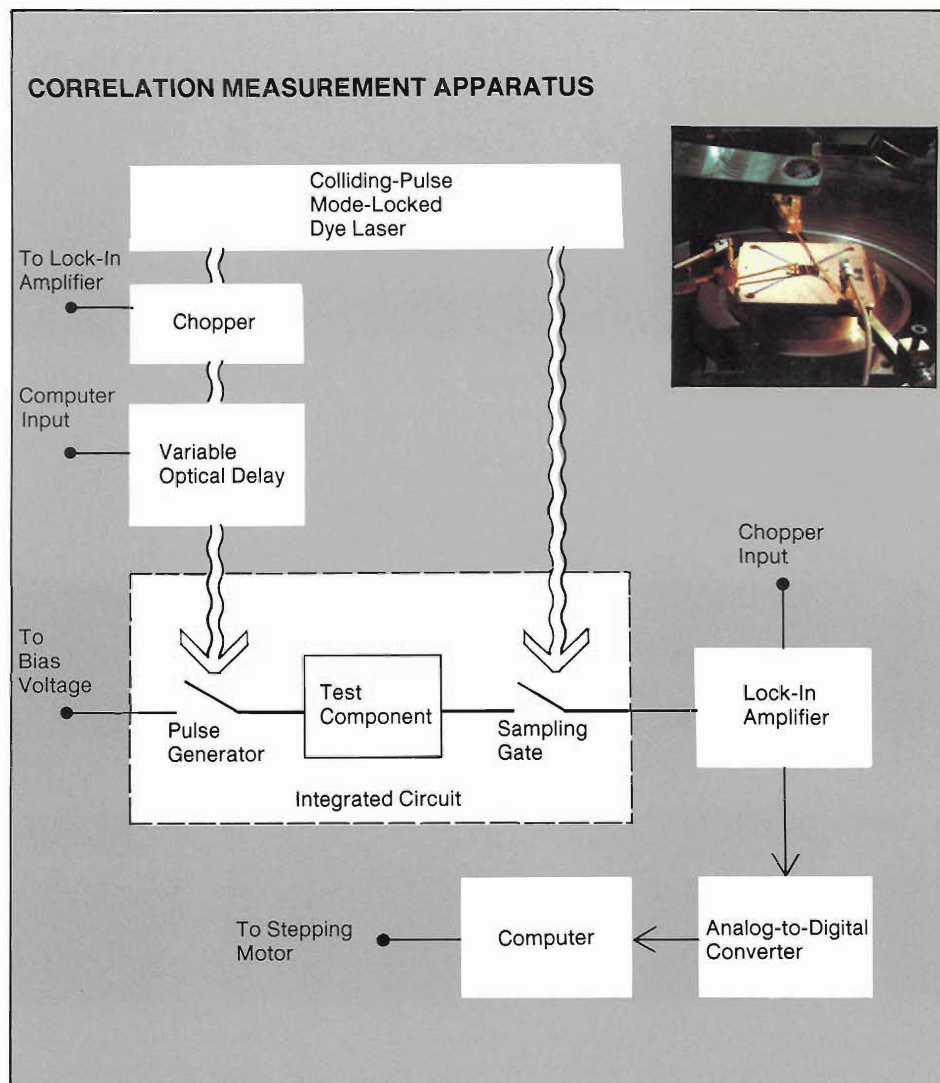 CORRELATION MEASUREMENT APPARATUS
Colliding-Pulse
Mode-Locked
Dye Laser
To Lock-In
Amplifier
Chopper
Computer
Input
Variable
Optical Delay
Chopper
Input
To
Bias
Voltage
Pulse
Generator
Test
Component
Sampling
Gate
Integrated Circuit
Lock-In
Amplifier
To Stepping
Motor
Computer
Analog-to-Digital
Converter